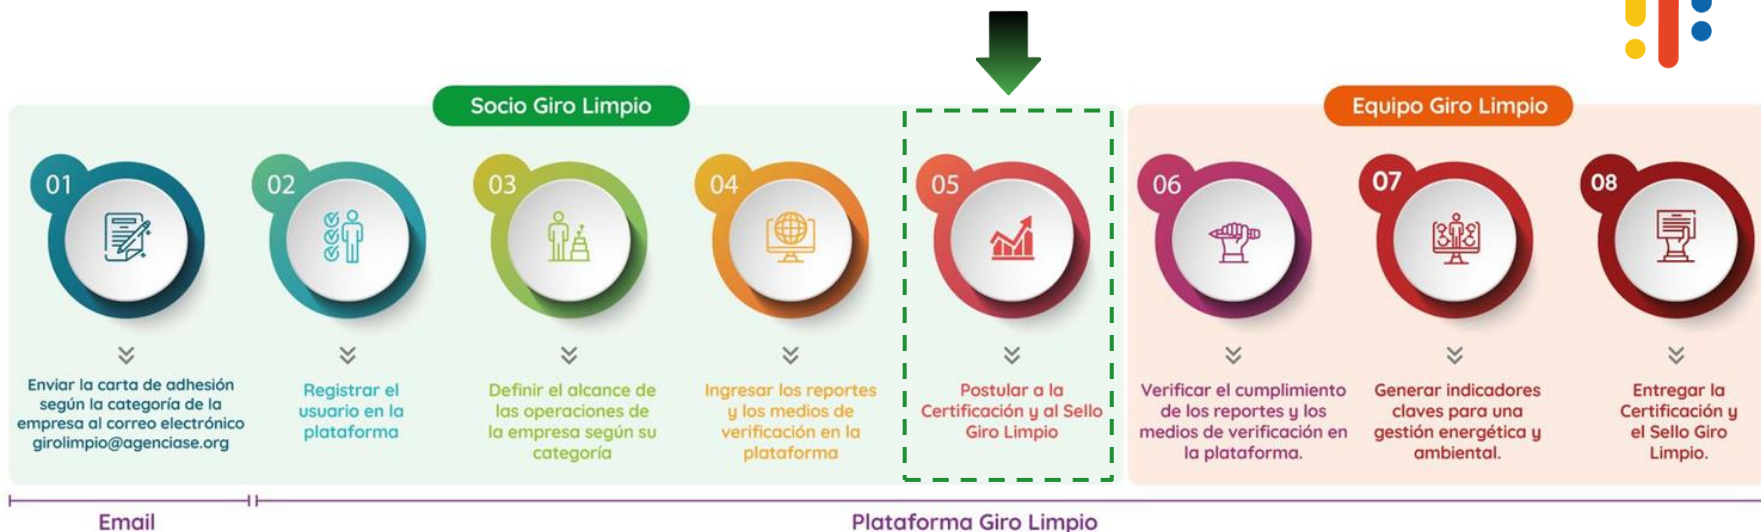 Socio Giro Limpio
Equipo Giro Limpio
01
02
03
04
05
06
07
08
Enviar la carta de adhesión
según la categoría de la
empresa al correo electrónico
girolimpio@agenciase.org
Registrar el
usuario en la
plataforma
Definir el alcance de
las operaciones de
la empresa según su
categoría
Ingresar los reportes
y los medios de
verificación en la
plataforma
Postular a la
Certificación y al Sello
Giro Limpio
Verificar el cumplimiento
de los reportes y los
medios de verificación en
la plataforma.
Generar indicadores
claves para una
gestión energética y
ambiental.
Entregar la
Certificación y
el Sello Giro
Limpio.
Email
Plataforma Giro Limpio